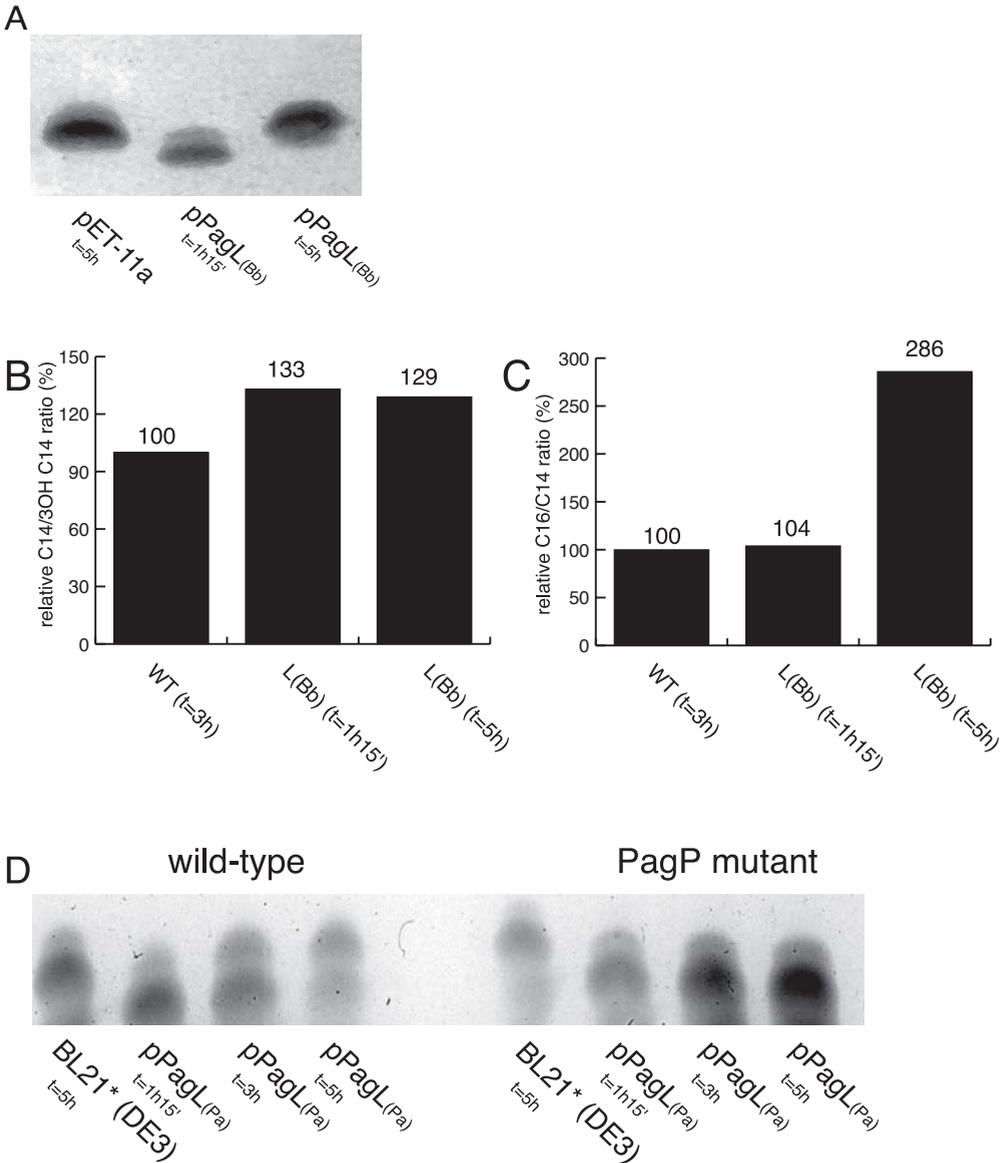 A
pET-11a
t=5h
pPagL(Bb)
t=1h15'
pPagL(Bb)
t=5h
B
relative C14/3OH C14 ratio (%)
150
120
90
60
30
0
100
133
129
WT (t=3h)
L(Bb) (t=1h15')
L(Bb) (t=5h)
C
relative C16/C14 ratio (%)
300
250
200
150
100
50
0
100
104
286
WT (t=3h)
L(Bb) (t=1h15')
L(Bb) (t=5h)
D
wild-type
PagP mutant
BL21* (DE3)
t=5h
pPagL(Pa)
t=1h15'
pPagL(Pa)
t=3h
pPagL(Pa)
t=5h
BL21* (DE3)
t=5h
pPagL(Pa)
t=1h15'
pPagL(Pa)
t=3h
pPagL(Pa)
t=5h